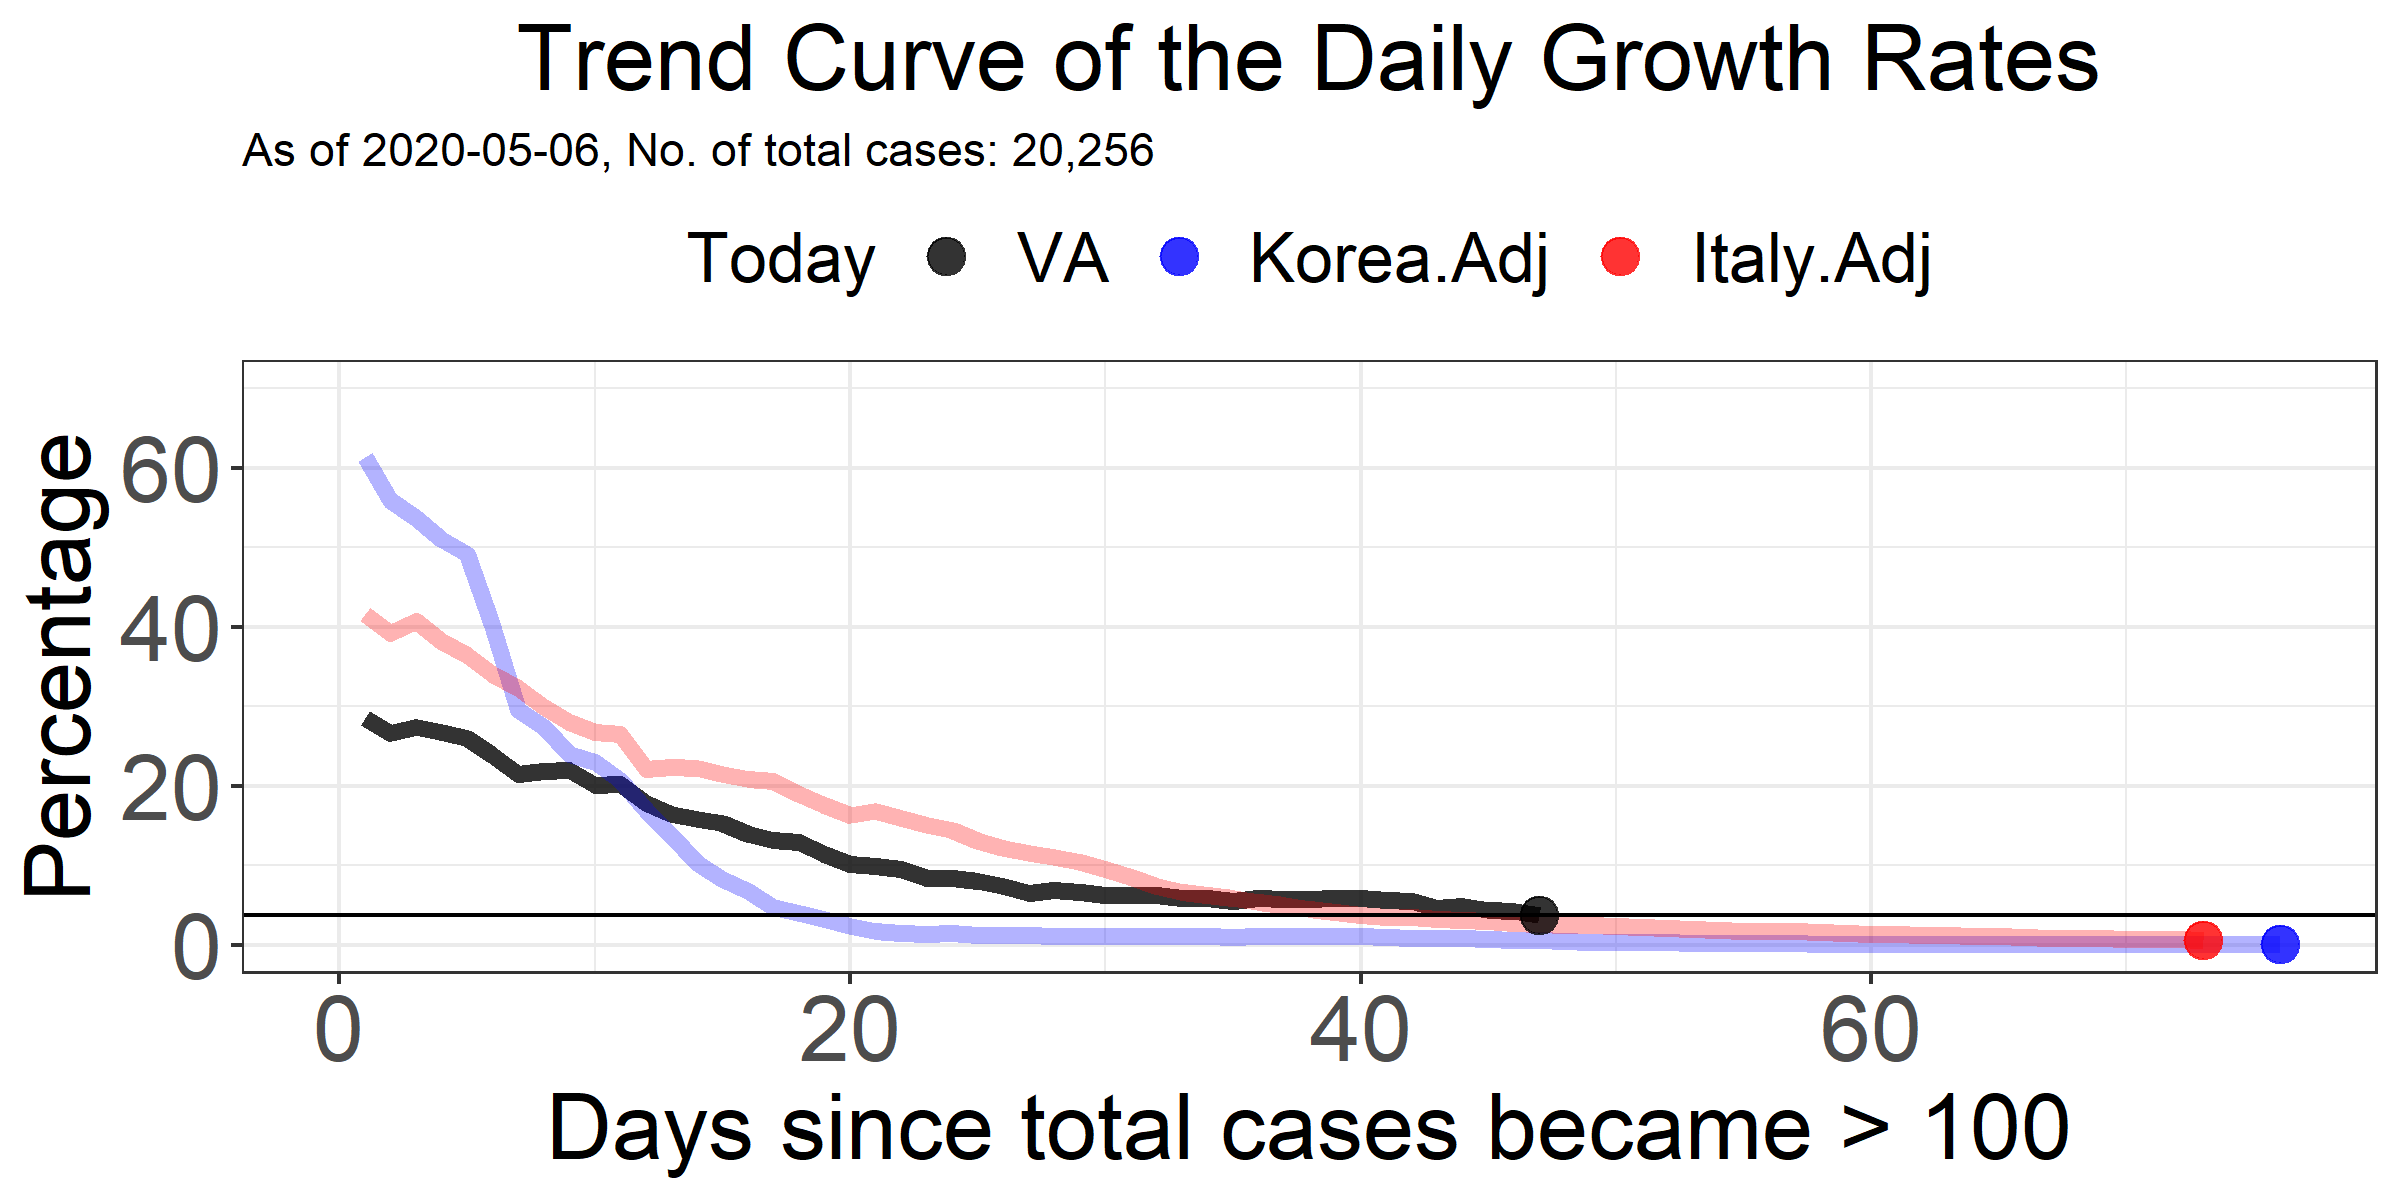 Trend Curve of the Daily Growth Rates
As of 2020-05-06, No. of total cases: 20,256
Today VA Korea.Adj Italy.Adj
Percentage
60
40
20
0
0 20 40 60
Days since total cases became > 100